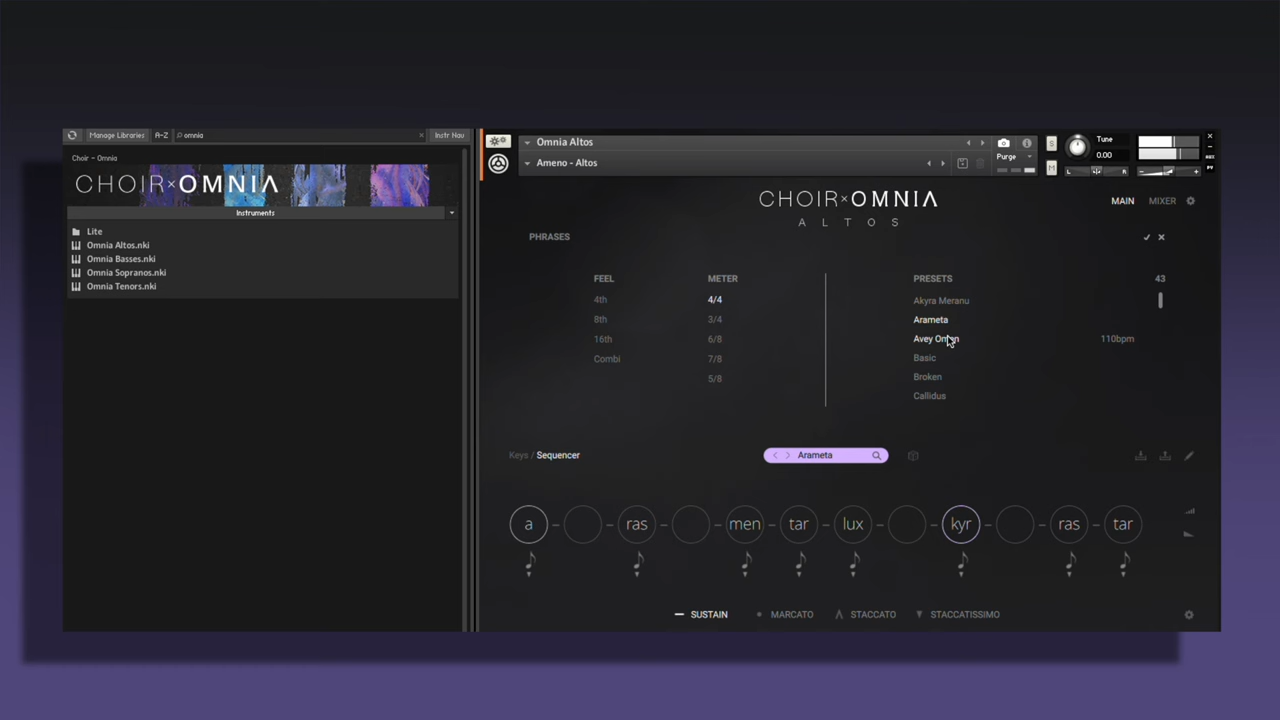 Manage Libraries A-Z omnia × Instr Nav
Choir - Omnia
CHOIR×OMNIA
Instruments
Lite
Omnia Altos.nki
Omnia Basses.nki
Omnia Sopranos.nki
Omnia Tenors.nki
Omnia Altos
Ameno - Altos
Purge
S
M
Tune
0.00
L R
CHOIR×OMNIA
ALTOS
MAIN MIXER
PHRASES
FEEL METER PRESETS 43
4th 4/4 Akyra Meranu
8th 3/4 Arameta
16th 6/8 110bpm
Combi 7/8 Basic
5/8 Broken
Callidus
Keys / Sequencer Arameta
a ras men tar lux kyr ras tar
SUSTAIN MARCATO STACCATO STACCATISSIMO